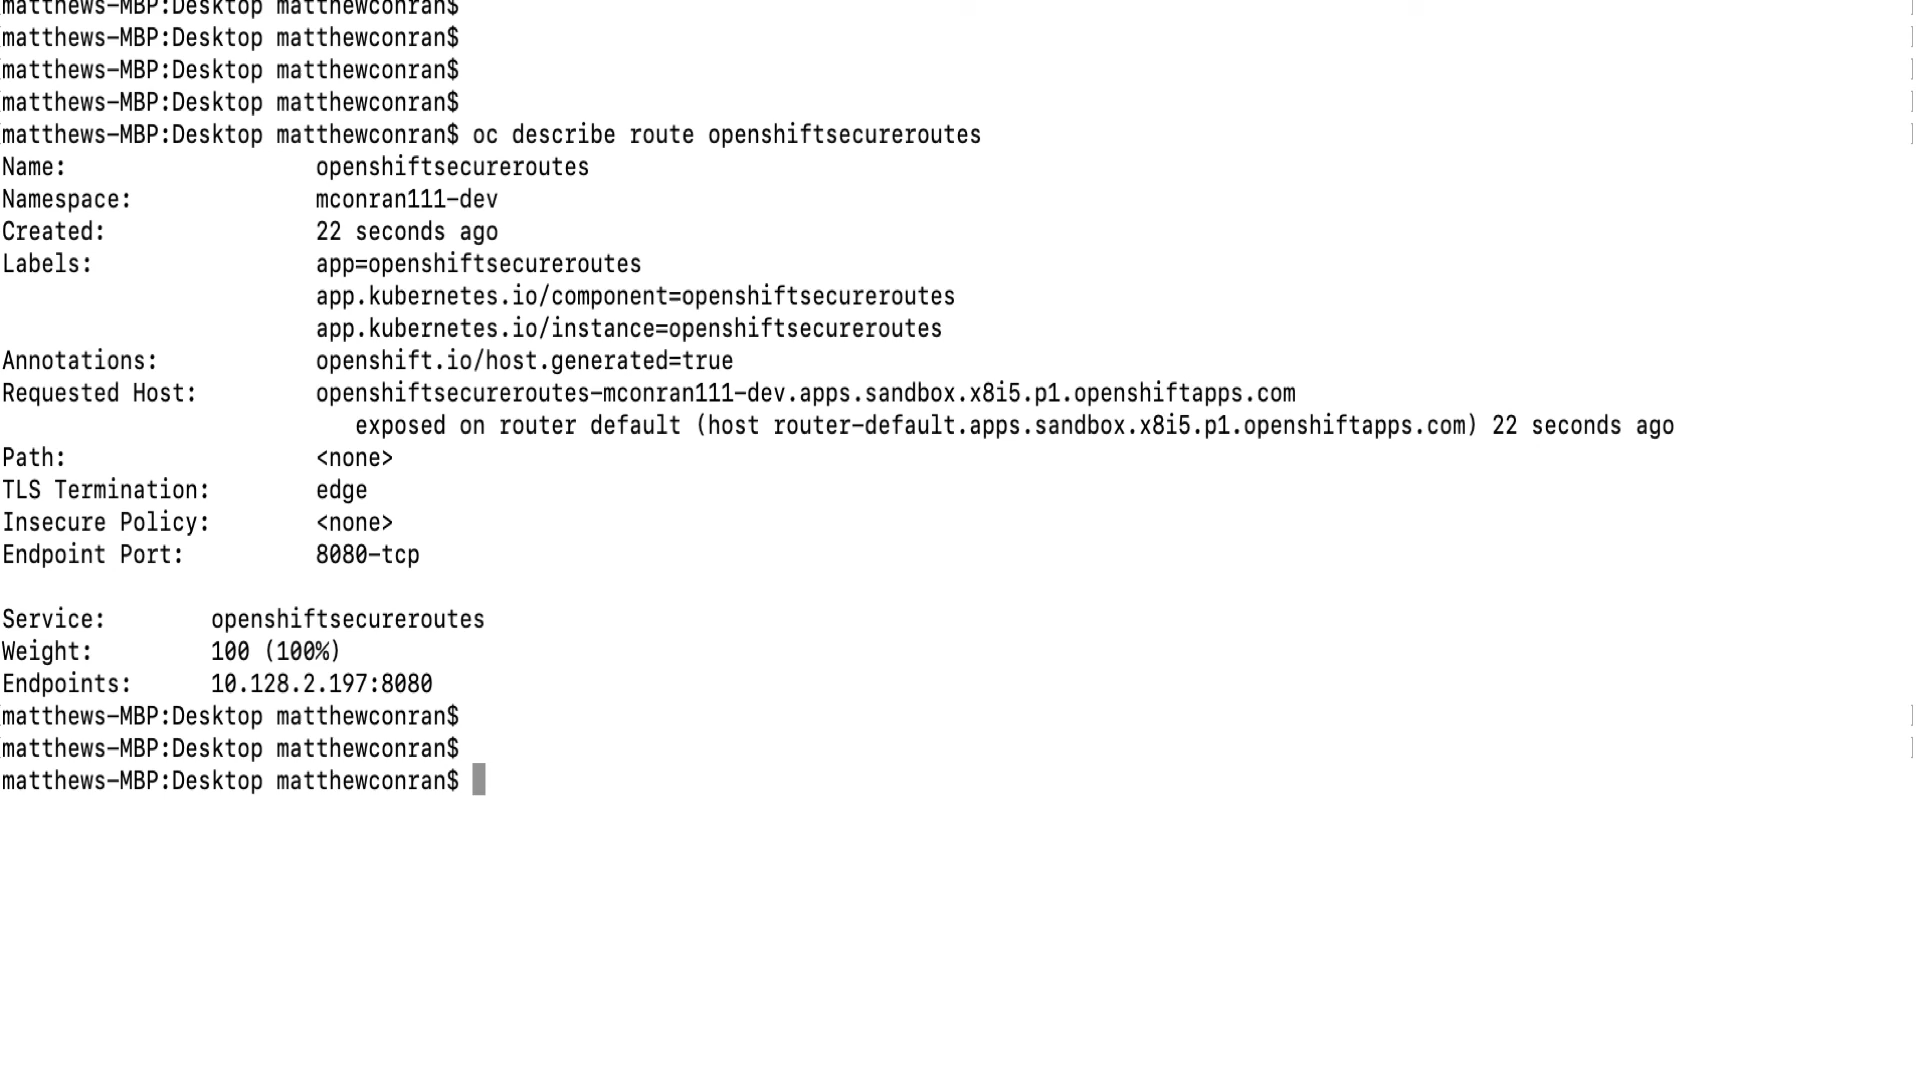 matthews-MBP:Desktop matthewconran$
matthews-MBP:Desktop matthewconran$
matthews-MBP:Desktop matthewconran$
matthews-MBP:Desktop matthewconran$
matthews-MBP:Desktop matthewconran$ oc describe route openshiftsecureroutes
Name: openshiftsecureroutes
Namespace: mconran111-dev
Created: 22 seconds ago
Labels: app=openshiftsecureroutes
app.kubernetes.io/component=openshiftsecureroutes
app.kubernetes.io/instance=openshiftsecureroutes
Annotations: openshift.io/host.generated=true
Requested Host: openshiftsecureroutes-mconran111-dev.apps.sandbox.x8i5.p1.openshiftapps.com
exposed on router default (host router-default.apps.sandbox.x8i5.p1.openshiftapps.com) 22 seconds ago
Path: <none>
TLS Termination: edge
Insecure Policy: <none>
Endpoint Port: 8080-tcp
Service: openshiftsecureroutes
Weight: 100 (100%)
Endpoints: 10.128.2.197:8080
matthews-MBP:Desktop matthewconran$
matthews-MBP:Desktop matthewconran$
matthews-MBP:Desktop matthewconran$